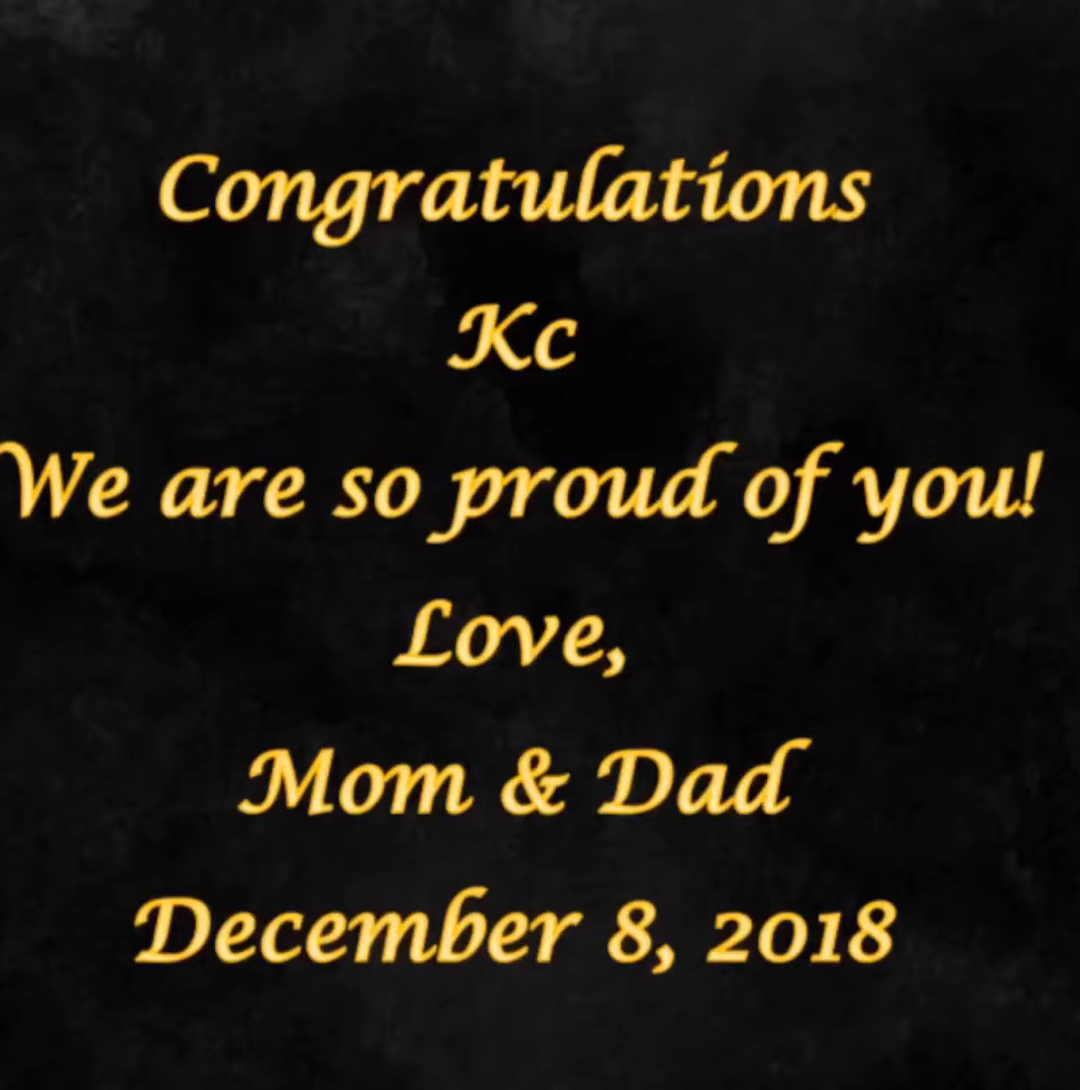 Congratulations
Kc
We are so proud of you!
Love,
Mom & Dad
December 8, 2018